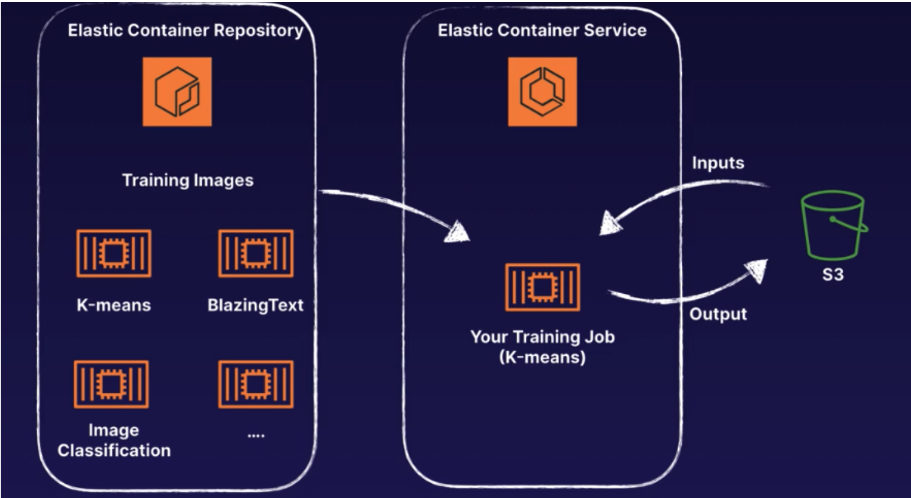 Elastic Container Repository
Training Images
K-means
BlazingText
Image
Classification
....
Elastic Container Service
Your Training Job
(K-means)
Inputs
Output
S3